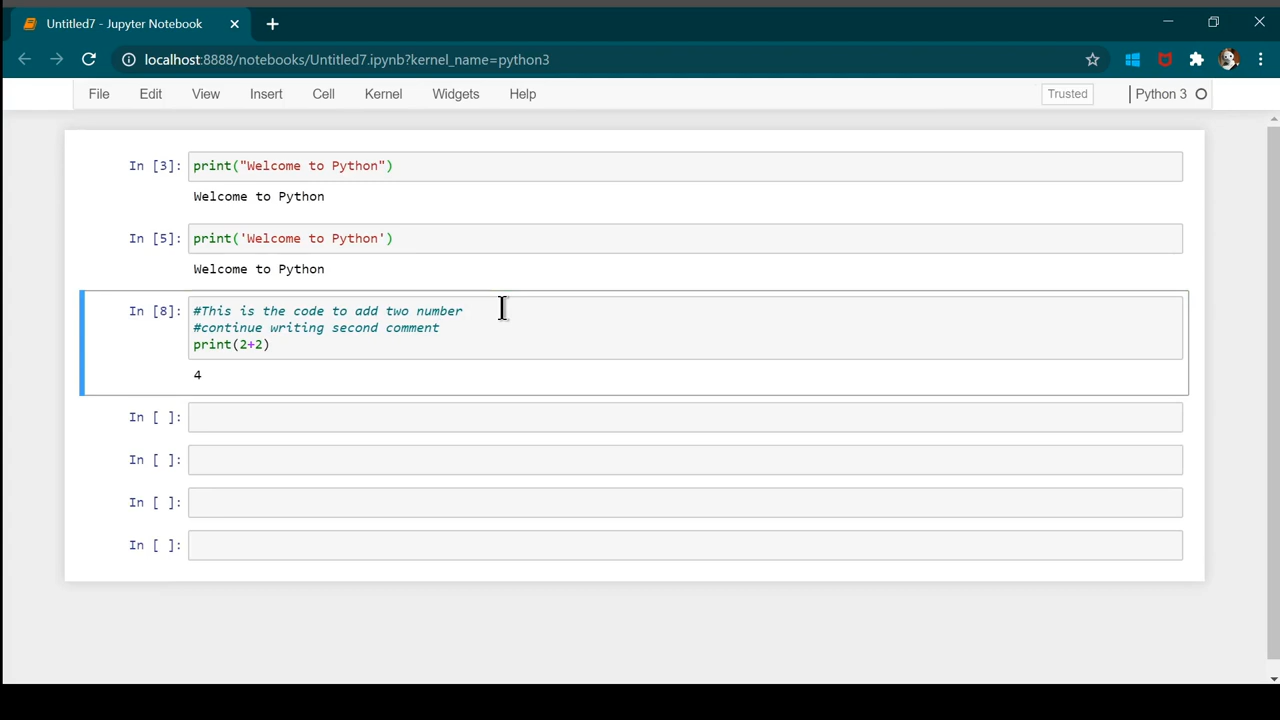 Untitled7 - Jupyter Notebook
localhost:8888/notebooks/Untitled7.ipynb?kernel_name=python3
File Edit View Insert Cell Kernel Widgets Help Trusted Python 3
In [3]: print("Welcome to Python")
Welcome to Python
In [5]: print('Welcome to Python')
Welcome to Python
In [8]: #This is the code to add two number
#continue writing second comment
print(2+2)
4
In [ ]:
In [ ]:
In [ ]:
In [ ]: